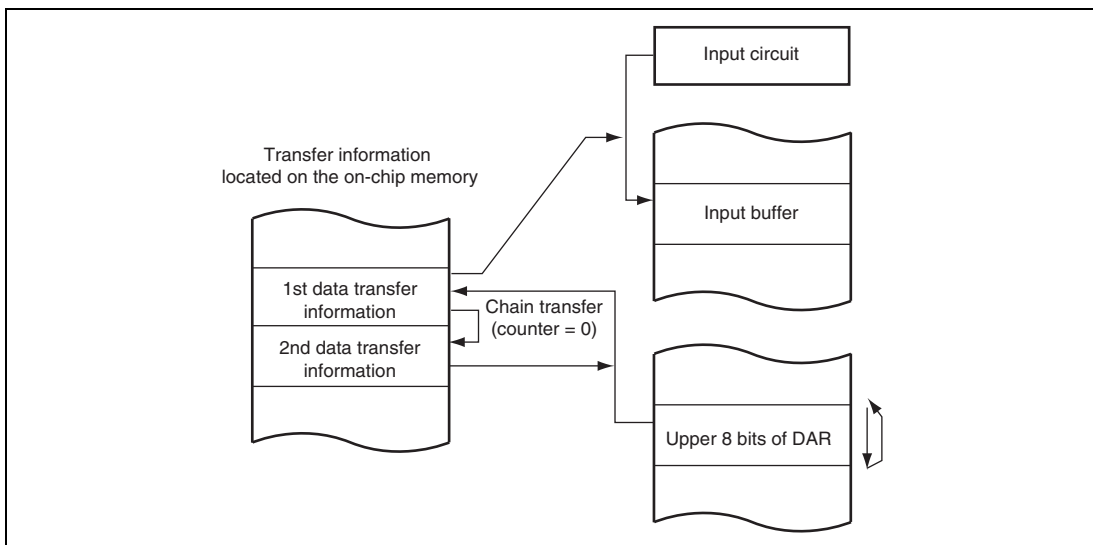 Input circuit
Transfer information
located on the on-chip memory
Input buffer
1st data transfer
information
Chain transfer
(counter = 0)
2nd data transfer
information
Upper 8 bits of DAR